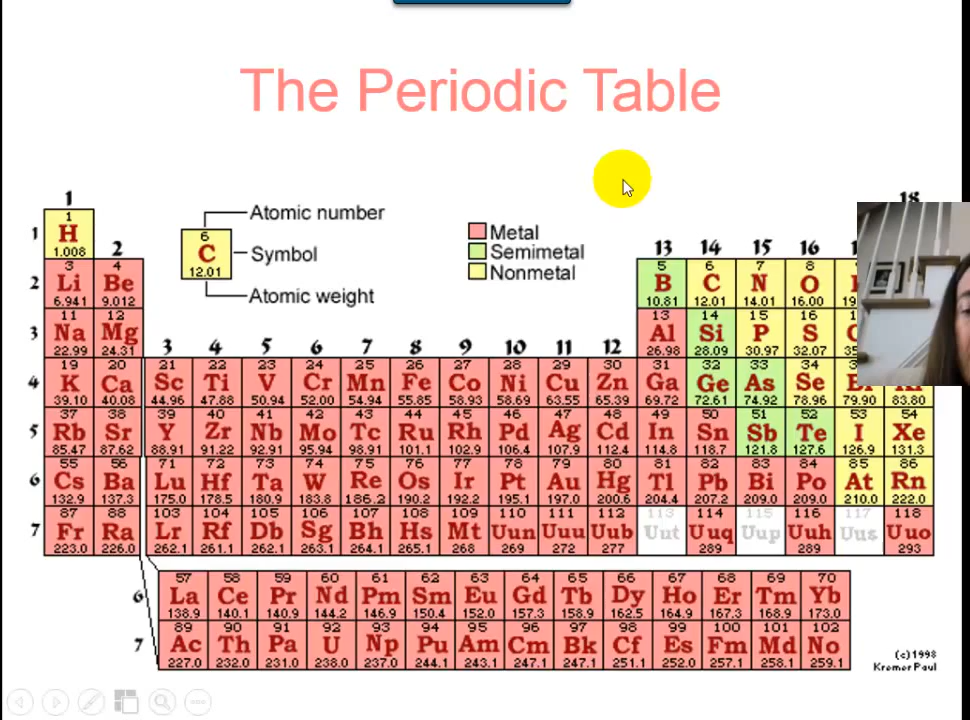 The Periodic Table
1 18
1 Atomic number
1 H 6 Metal
1.008 2 C Symbol Semimetal 13 14 15 16
12.01 Nonmetal
Atomic weight
3 4 5 6 7 8
2 Li Be B C N O
6.941 9.012 10.81 12.01 14.01 16.00
11 12 13 14 15 16
3 Na Mg Al Si P S
22.99 24.31 3 4 5 6 7 8 9 10 11 12 26.98 28.09 30.97 32.07
19 20 21 22 23 24 25 26 27 28 29 30 31 32 33 34
4 K Ca Sc Ti V Cr Mn Fe Co Ni Cu Zn Ga Ge As Se
39.10 40.08 44.96 47.88 50.94 52.00 54.94 55.85 58.93 58.69 63.55 65.39 69.72 72.61 74.92 78.96 79.90 83.80
37 38 39 40 41 42 43 44 45 46 47 48 49 50 51 52 53 54
5 Rb Sr Y Zr Nb Mo Tc Ru Rh Pd Ag Cd In Sn Sb Te I Xe
85.47 87.62 88.91 91.22 92.91 95.94 98.91 101.1 102.9 106.4 107.9 112.4 114.8 118.7 121.8 127.6 126.9 131.3
55 56 71 72 73 74 75 76 77 78 79 80 81 82 83 84 85 86
6 Cs Ba Lu Hf Ta W Re Os Ir Pt Au Hg Tl Pb Bi Po At Rn
132.9 137.3 175.0 178.5 180.9 183.8 186.2 190.2 192.2 195.1 197.0 200.6 204.4 207.2 209.0 209.0 210.0 222.0
87 88 103 104 105 106 107 108 109 110 111 112 113 114 115 116 117 118
7 Fr Ra Lr Rf Db Sg Bh Hs Mt Uun Uuu Uub Uut Uuq Uup Uuh Uus Uuo
223.0 226.0 262.1 261.1 262.1 263.1 264.1 265.1 268 269 272 277 289 289 293
57 58 59 60 61 62 63 64 65 66 67 68 69 70
6 La Ce Pr Nd Pm Sm Eu Gd Tb Dy Ho Er Tm Yb
138.9 140.1 140.9 144.2 146.9 150.4 152.0 157.3 158.9 162.5 164.9 167.3 168.9 173.0
89 90 91 92 93 94 95 96 97 98 99 100 101 102
7 Ac Th Pa U Np Pu Am Cm Bk Cf Es Fm Md No
227.0 232.0 231.0 238.0 237.0 244.1 243.1 247.1 247.1 251.1 252.0 257.1 258.1 259.1
(c)1998
Kremer Paul